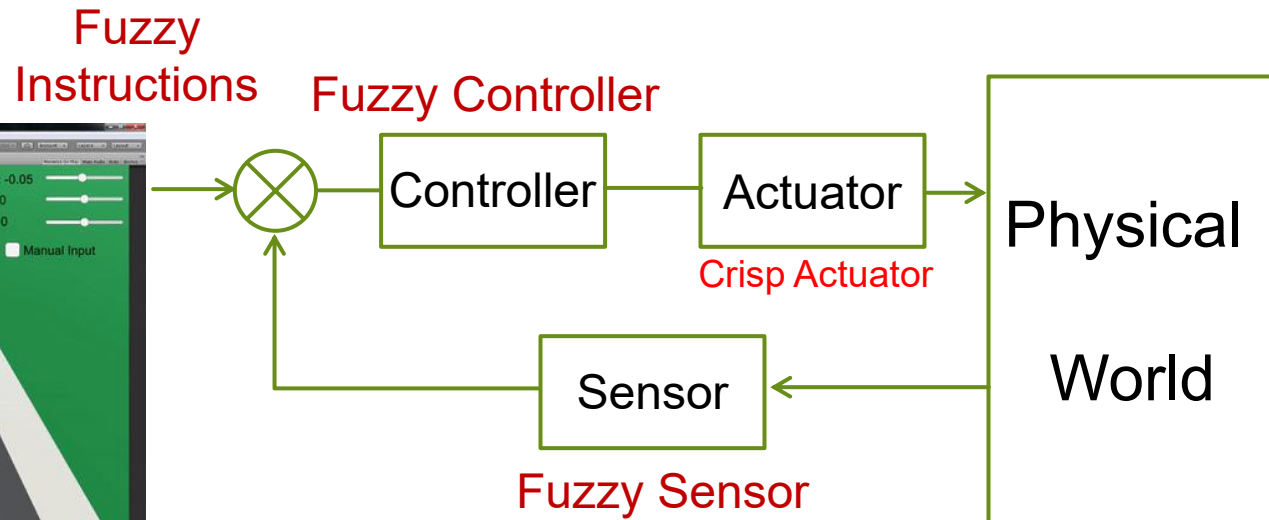 Fuzzy
Instructions
Fuzzy Controller
-0.05
0
0
Manual Input
Controller
Actuator
Crisp Actuator
Physical
World
Sensor
Fuzzy Sensor